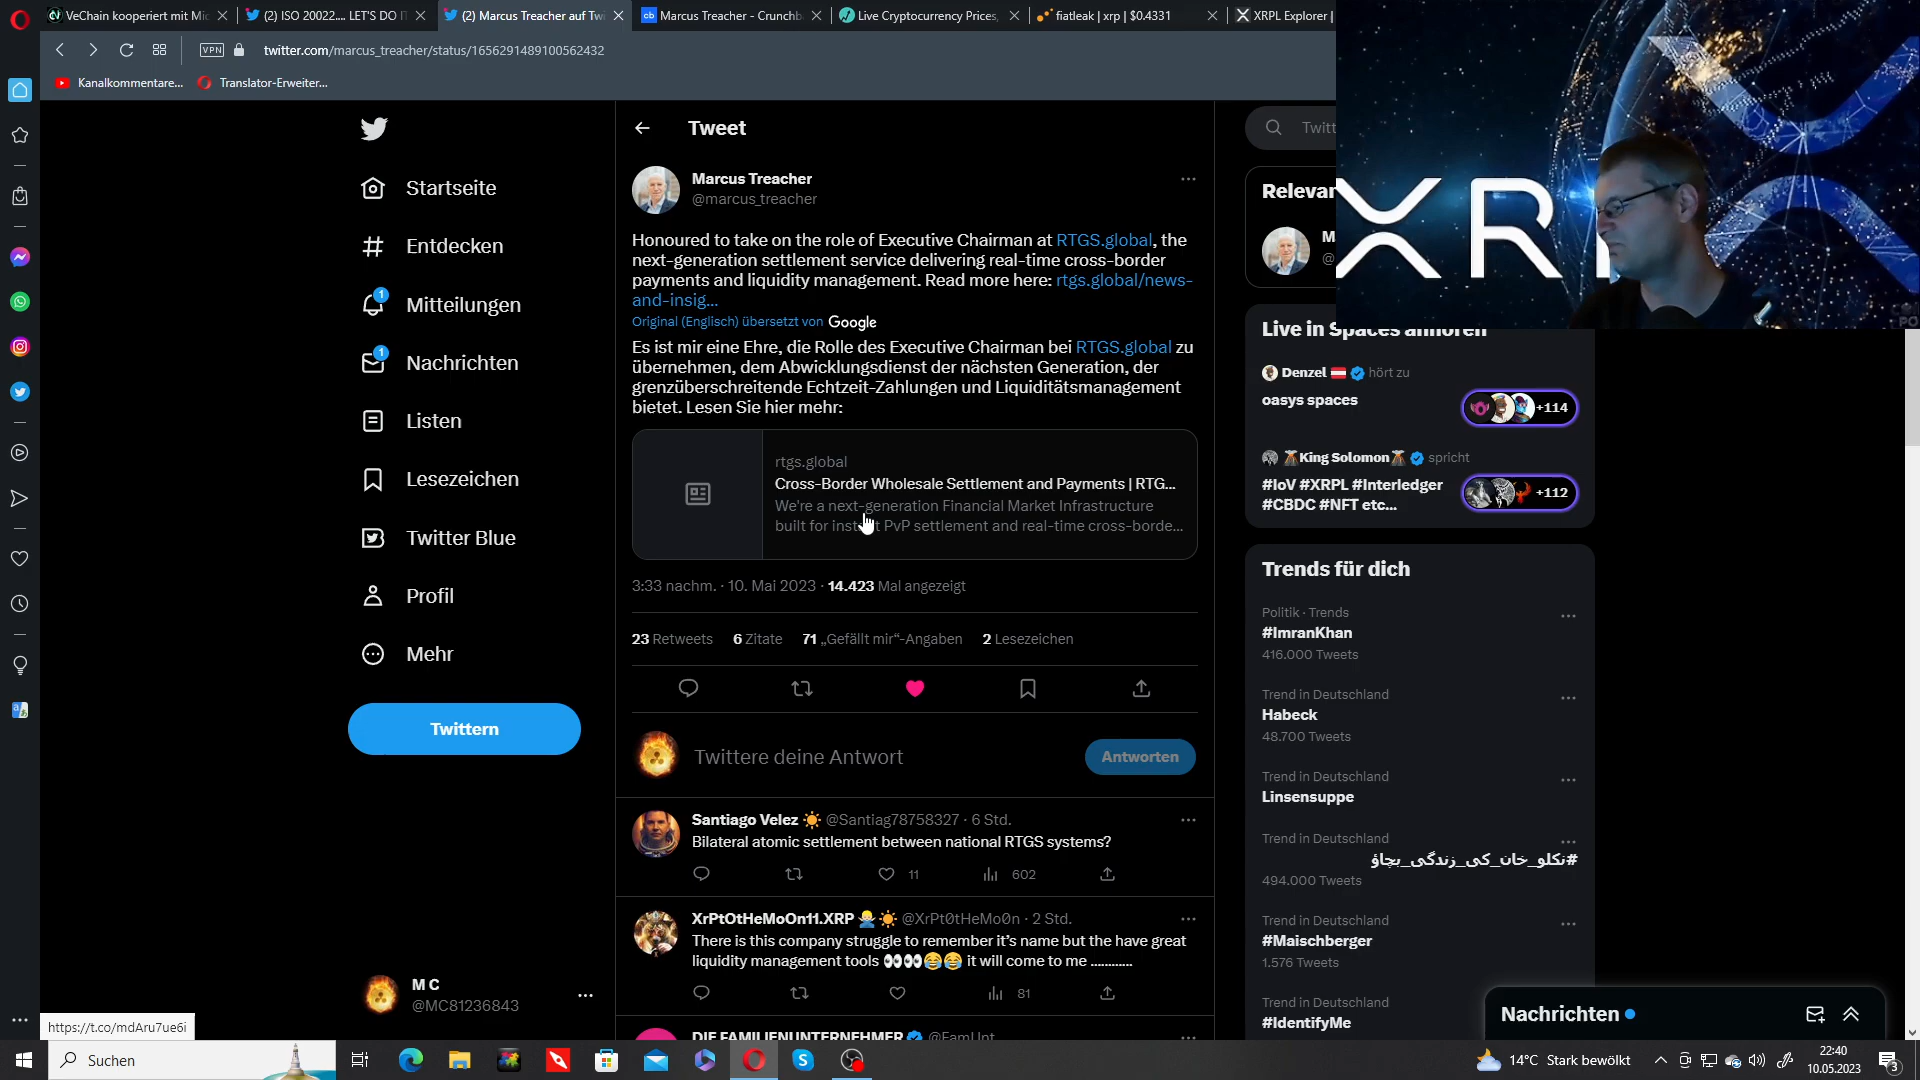 VeChain kooperiert mit Mic
(2) ISO 20022.... LET'S DO IT
(2) Marcus Treacher auf Twi
Marcus Treacher - Crunchb
Live Cryptocurrency Prices,
fiatleak | xrp | $0.4331
XRPL Explorer |
VPN
twitter.com/marcus_treacher/status/1656291489100562432
Kanalkommentare...
Translator-Erweiter...
Startseite
Entdecken
1
Mitteilungen
1
Nachrichten
Listen
Lesezeichen
Twitter Blue
Profil
Mehr
Twittern
M C
@MC81236843
https://t.co/mdAru7ue6i
Tweet
Marcus Treacher
@marcus_treacher
Honoured to take on the role of Executive Chairman at RTGS.global, the
next-generation settlement service delivering real-time cross-border
payments and liquidity management. Read more here: rtgs.global/news-
and-insig...
Original (Englisch) übersetzt von Google
Es ist mir eine Ehre, die Rolle des Executive Chairman bei RTGS.global zu
übernehmen, dem Abwicklungsdienst der nächsten Generation, der
grenzüberschreitende Echtzeit-Zahlungen und Liquiditätsmanagement
bietet. Lesen Sie hier mehr:
rtgs.global
Cross-Border Wholesale Settlement and Payments | RTG...
We're a next-generation Financial Market Infrastructure
built for instant PvP settlement and real-time cross-borde...
3:33 nachm. · 10. Mai 2023 · 14.423 Mal angezeigt
23 Retweets 6 Zitate 71 „Gefällt mir“-Angaben 2 Lesezeichen
Twittere deine Antwort
Antworten
Santiago Velez ☀️ @Santiag78758327 · 6 Std.
Bilateral atomic settlement between national RTGS systems?
11
602
XrPtOtHeMoOn11.XRP 🙅‍♂️☀️ @XrPt0tHeMo0n · 2 Std.
There is this company struggle to remember it's name but the have great
liquidity management tools 👀👀😂😂 it will come to me ............
81
DIE FAMILIENUNTERNEHMER @FamUnt
Twitt
Relevan
M
@
XR
Live in Spaces anhören
Denzel hört zu
oasys spaces
+114
King Solomon spricht
#IoV #XRPL #Interledger
#CBDC #NFT etc...
+112
Trends für dich
Politik · Trends
#ImranKhan
416.000 Tweets
Trend in Deutschland
Habeck
48.700 Tweets
Trend in Deutschland
Linsensuppe
Trend in Deutschland
#نکلو_خان_کی_زندگی_بچاؤ
494.000 Tweets
Trend in Deutschland
#Maischberger
1.576 Tweets
Trend in Deutschland
#IdentifyMe
Nachrichten
Suchen
14°C Stark bewölkt
22:40
10.05.2023
3